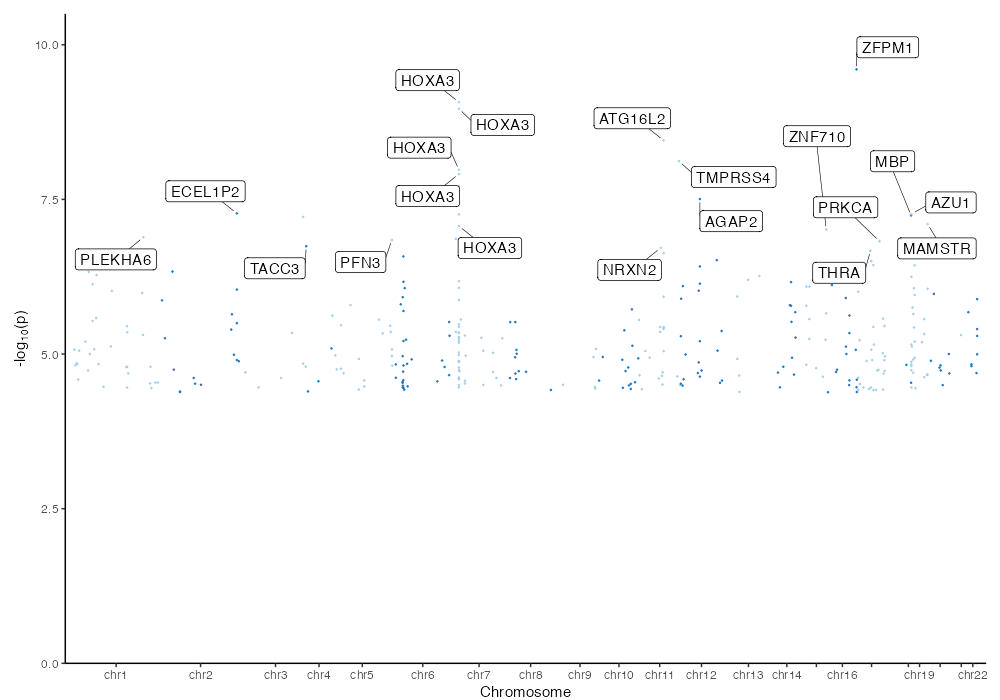 10.0
ZFPM1
HOXA3
HOXA3
ATG16L2
ZNF710
HOXA3
MBP
TMPRSS4
ECEL1P2
HOXA3
7.5
AZU1
PRKCA
AGAP2
HOXA3
MAMSTR
PLEKHA6
PFN3
TACC3
NRXN2
THRA
-log10(p)
5.0
2.5
0.0
chr1 chr2 chr3 chr4 chr5 chr6 chr7 chr8 chr9 chr10 chr11 chr12 chr13 chr14 chr16 chr19 chr22
Chromosome